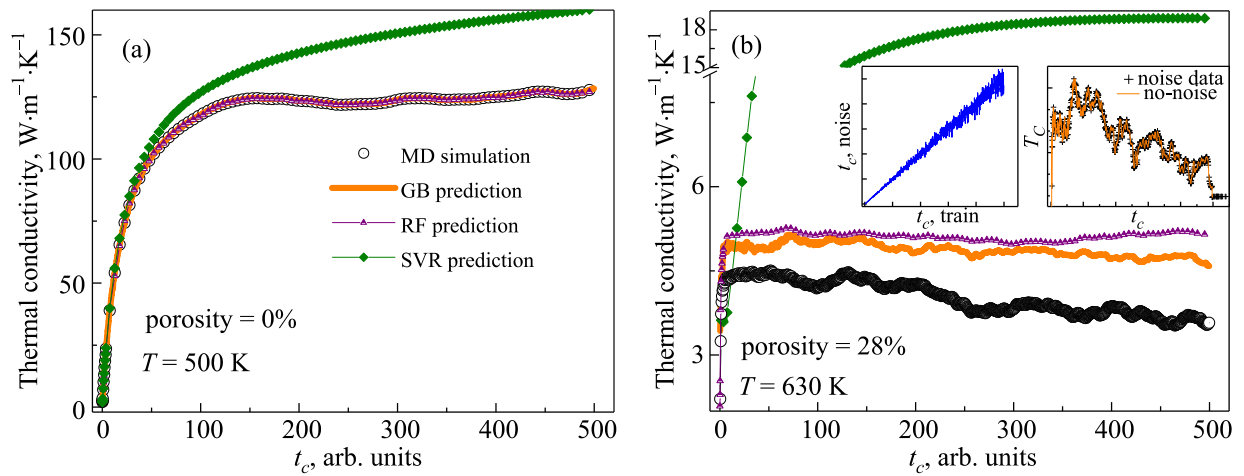 (a)
Thermal conductivity, W·m⁻¹·K⁻¹
150
125
100
75
50
25
0
MD simulation
GB prediction
RF prediction
SVR prediction
porosity = 0%
T = 500 K
0 100 200 300 400 500
t_c, arb. units
(b)
Thermal conductivity, W·m⁻¹·K⁻¹
18
15
6
3
t_c, noise
t_c, train
+ noise data
no-noise
T_C
t_c
porosity = 28%
T = 630 K
0 100 200 300 400 500
t_c, arb. units